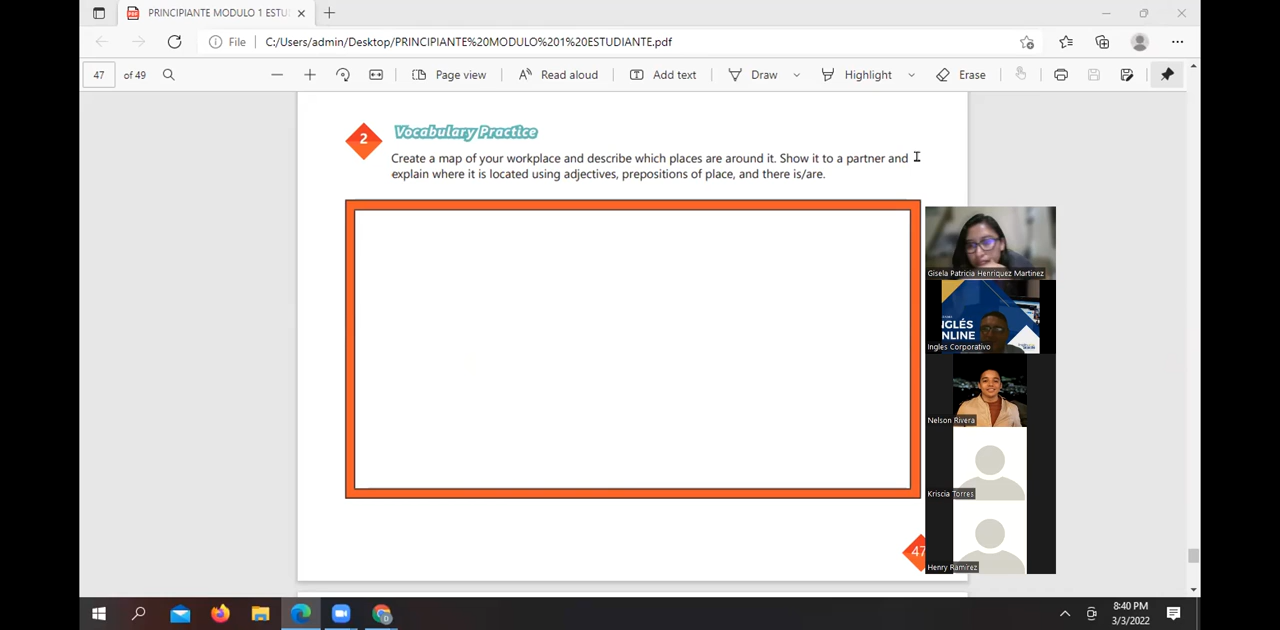 PRINCIPIANTE MODULO 1 ESTU
File C:/Users/admin/Desktop/PRINCIPIANTE%20MODULO%201%20ESTUDIANTE.pdf
47 of 49 Page view Read aloud Add text Draw Highlight Erase
2 Vocabulary Practice
Create a map of your workplace and describe which places are around it. Show it to a partner and
explain where it is located using adjectives, prepositions of place, and there is/are.
Gisela Patricia Henriquez Martinez
INGLÉS
NLINE
Ingles Corporativo
Nelson Rivera
Kriscia Torres
47
Henry Ramírez
8:40 PM
3/3/2022